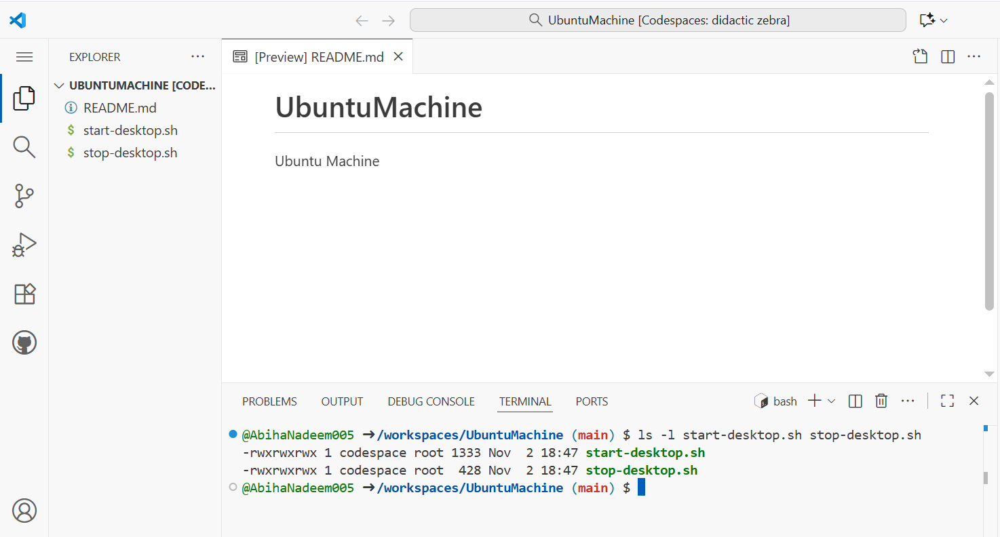 UbuntuMachine [Codespaces: didactic zebra]
EXPLORER
UBUNTUMACHINE [CODE...
README.md
start-desktop.sh
stop-desktop.sh
[Preview] README.md
UbuntuMachine
Ubuntu Machine
PROBLEMS OUTPUT DEBUG CONSOLE TERMINAL PORTS bash
@AbihaNadeem005 →/workspaces/UbuntuMachine (main) $ ls -l start-desktop.sh stop-desktop.sh
-rwxrwxrwx 1 codespace root 1333 Nov  2 18:47 start-desktop.sh
-rwxrwxrwx 1 codespace root  428 Nov  2 18:47 stop-desktop.sh
@AbihaNadeem005 →/workspaces/UbuntuMachine (main) $